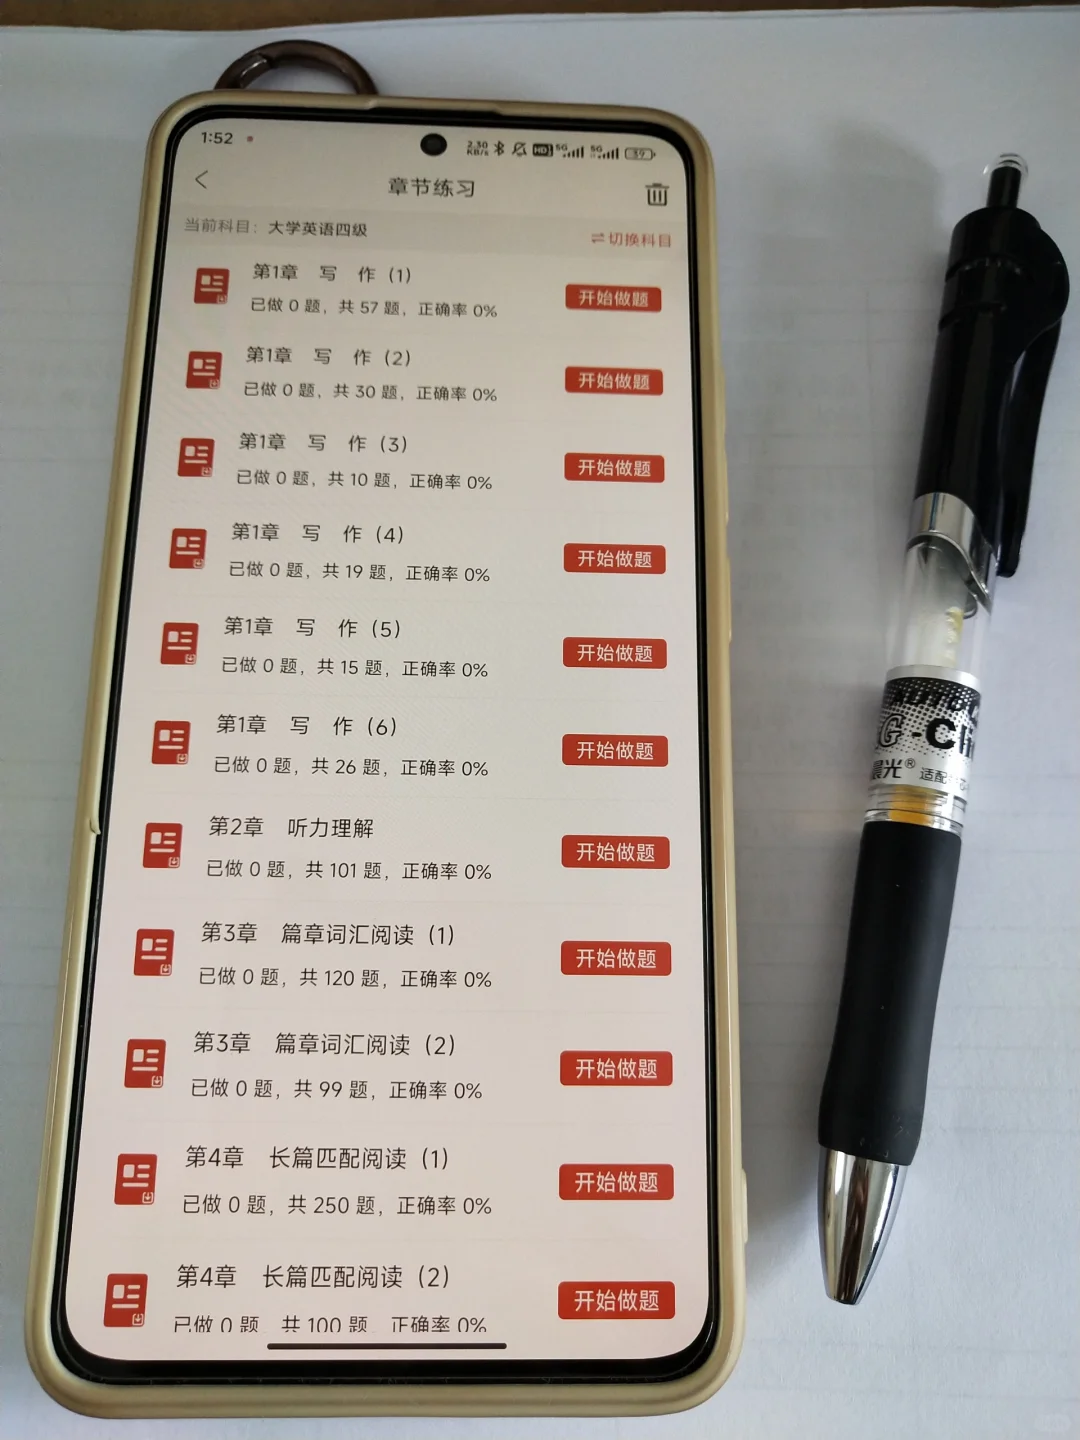 1:52
2.30 KB/s HD 5G 5G 39
章节练习
当前科目：大学英语四级
切换科目
第1章 写 作（1）
已做 0 题，共 57 题，正确率 0%
开始做题
第1章 写 作（2）
已做 0 题，共 30 题，正确率 0%
开始做题
第1章 写 作（3）
已做 0 题，共 10 题，正确率 0%
开始做题
第1章 写 作（4）
已做 0 题，共 19 题，正确率 0%
开始做题
第1章 写 作（5）
已做 0 题，共 15 题，正确率 0%
开始做题
第1章 写 作（6）
已做 0 题，共 26 题，正确率 0%
开始做题
第2章 听力理解
已做 0 题，共 101 题，正确率 0%
开始做题
第3章 篇章词汇阅读（1）
已做 0 题，共 120 题，正确率 0%
开始做题
第3章 篇章词汇阅读（2）
已做 0 题，共 99 题，正确率 0%
开始做题
第4章 长篇匹配阅读（1）
已做 0 题，共 250 题，正确率 0%
开始做题
第4章 长篇匹配阅读（2）
已做 0 题，共 100 题，正确率 0%
开始做题
G-Cli
晨光® 适配